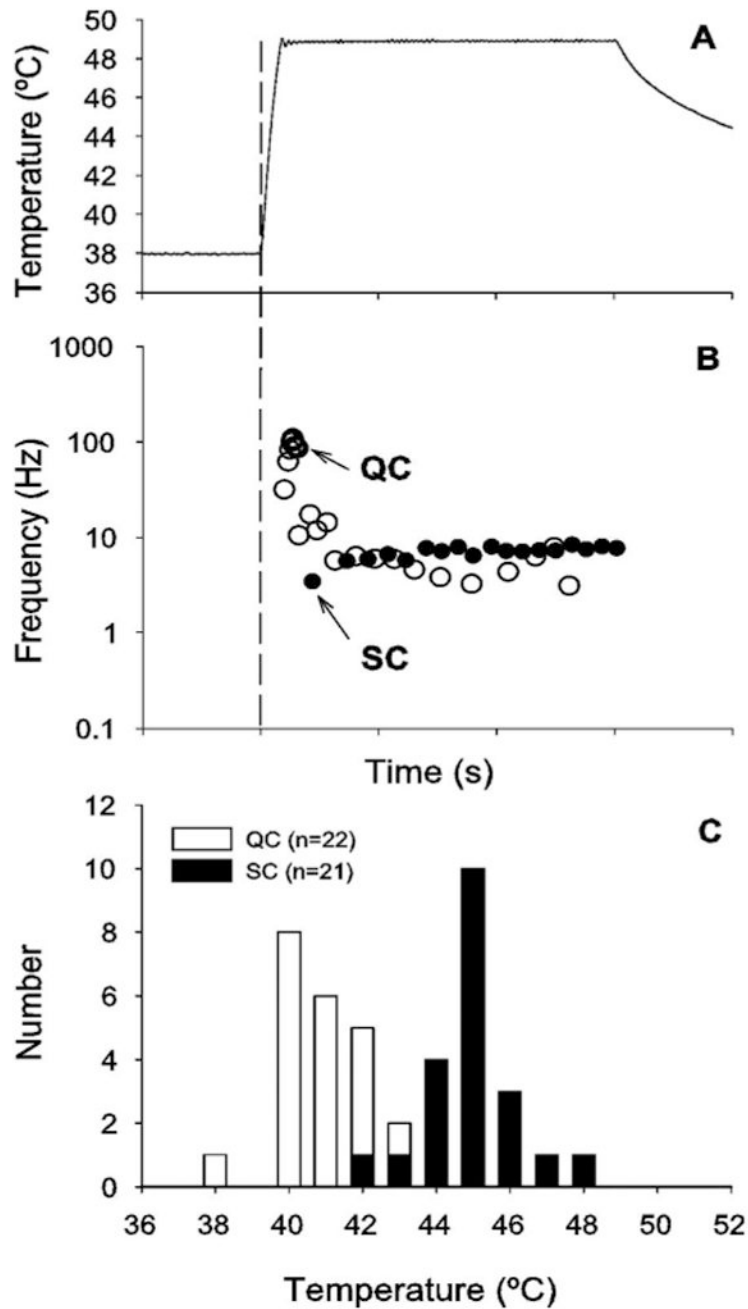 A
Temperature (ºC)
50
48
46
44
42
40
38
36
B
Frequency (Hz)
1000
100
10
1
0.1
QC
SC
Time (s)
C
Number
12
10
8
6
4
2
0
QC (n=22)
SC (n=21)
36 38 40 42 44 46 48 50 52
Temperature (ºC)